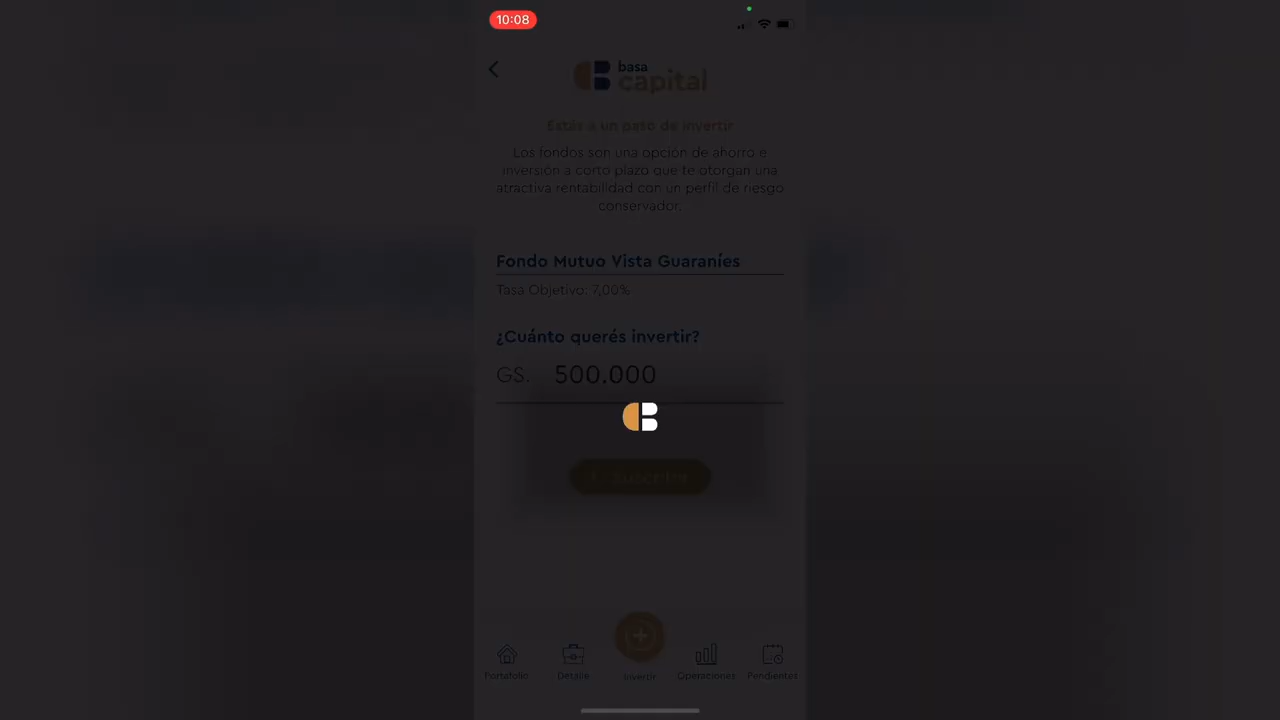 10:08
basa
capital
Estás a un paso de invertir
Los fondos son una opción de ahorro e
inversión a corto plazo que te otorgan una
atractiva rentabilidad con un perfil de riesgo
conservador.
Fondo Mutuo Vista Guaraníes
Tasa Objetivo: 7,00%
¿Cuánto querés invertir?
GS. 500.000
+ Suscribir
Portafolio Detalle Invertir Operaciones Pendientes